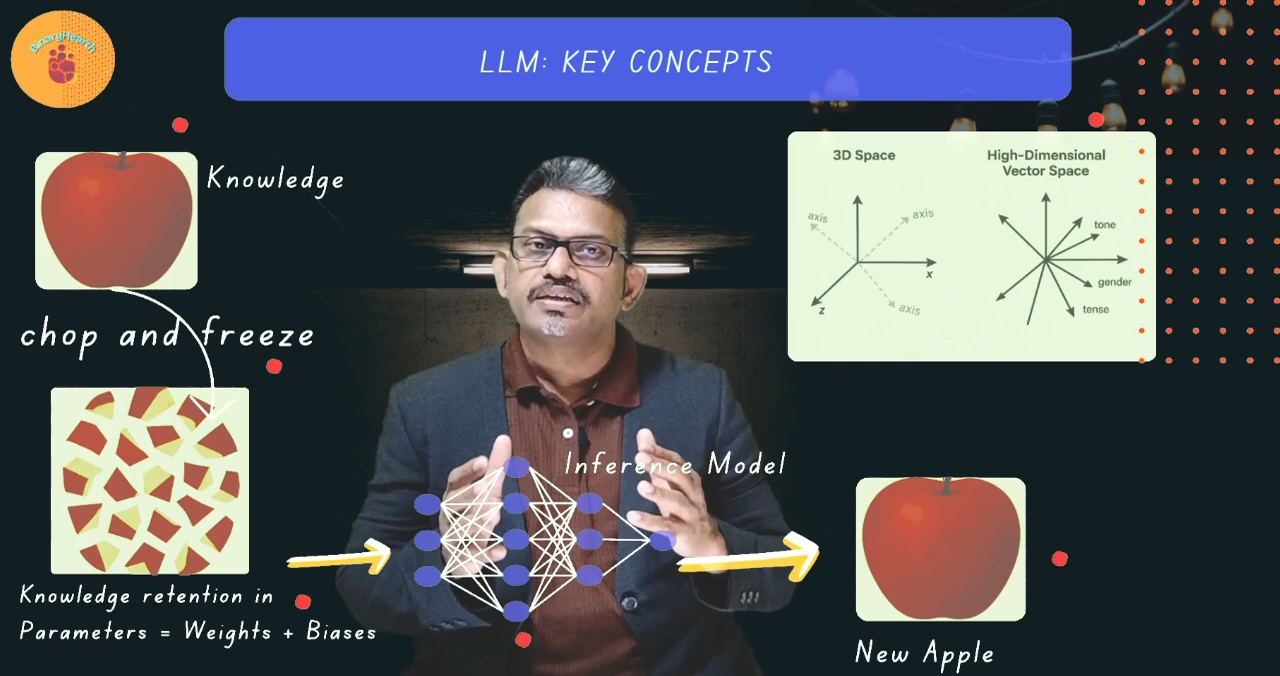 BinaryHearth
LLM: KEY CONCEPTS
Knowledge
chop and freeze
Knowledge retention in
Parameters = Weights + Biases
Inference Model
3D Space
axis
axis
x
z
axis
High-Dimensional
Vector Space
tone
gender
tense
New Apple